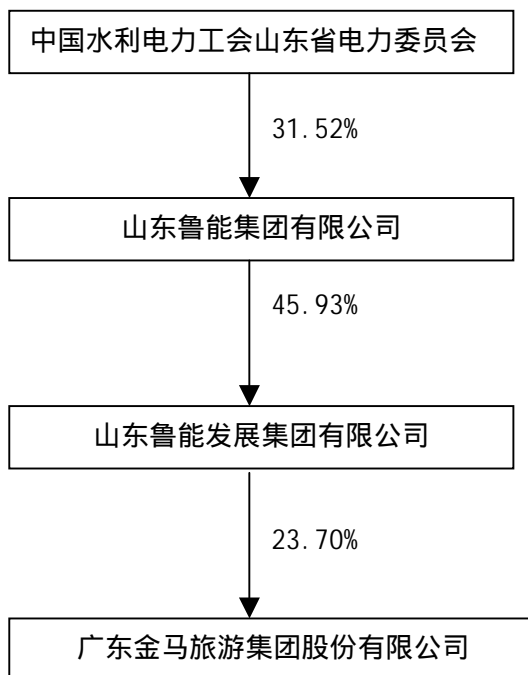 中国水利电力工会山东省电力委员会
31.52%
山东鲁能集团有限公司
45.93%
山东鲁能发展集团有限公司
23.70%
广东金马旅游集团股份有限公司